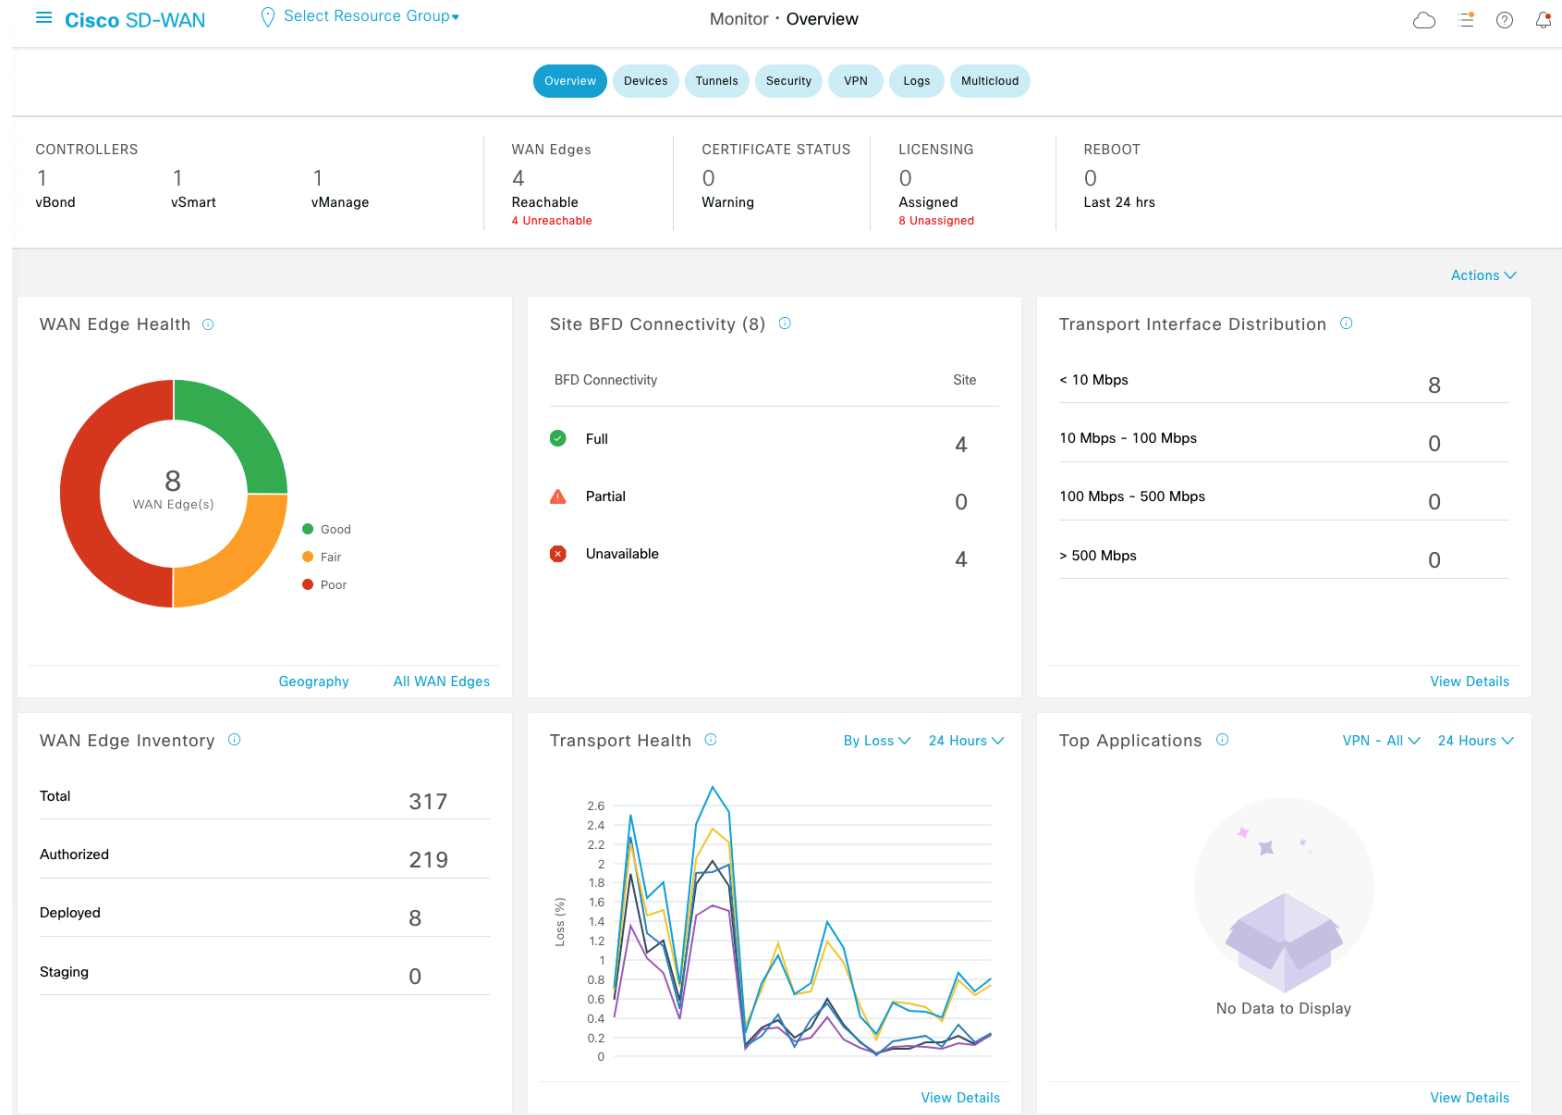 Cisco SD-WAN
Select Resource Group
Monitor · Overview
Overview
Devices
Tunnels
Security
VPN
Logs
Multicloud
CONTROLLERS
1
vBond
1
vSmart
1
vManage
WAN Edges
4
Reachable
4 Unreachable
CERTIFICATE STATUS
0
Warning
LICENSING
0
Assigned
8 Unassigned
REBOOT
0
Last 24 hrs
Actions
WAN Edge Health
8
WAN Edge(s)
Good
Fair
Poor
Geography
All WAN Edges
Site BFD Connectivity (8)
BFD Connectivity Site
Full 4
Partial 0
Unavailable 4
Transport Interface Distribution
< 10 Mbps 8
10 Mbps - 100 Mbps 0
100 Mbps - 500 Mbps 0
> 500 Mbps 0
View Details
WAN Edge Inventory
Total 317
Authorized 219
Deployed 8
Staging 0
Transport Health
By Loss
24 Hours
Loss (%)
2.6
2.4
2.2
2
1.8
1.6
1.4
1.2
1
0.8
0.6
0.4
0.2
0
View Details
Top Applications
VPN - All
24 Hours
No Data to Display
View Details